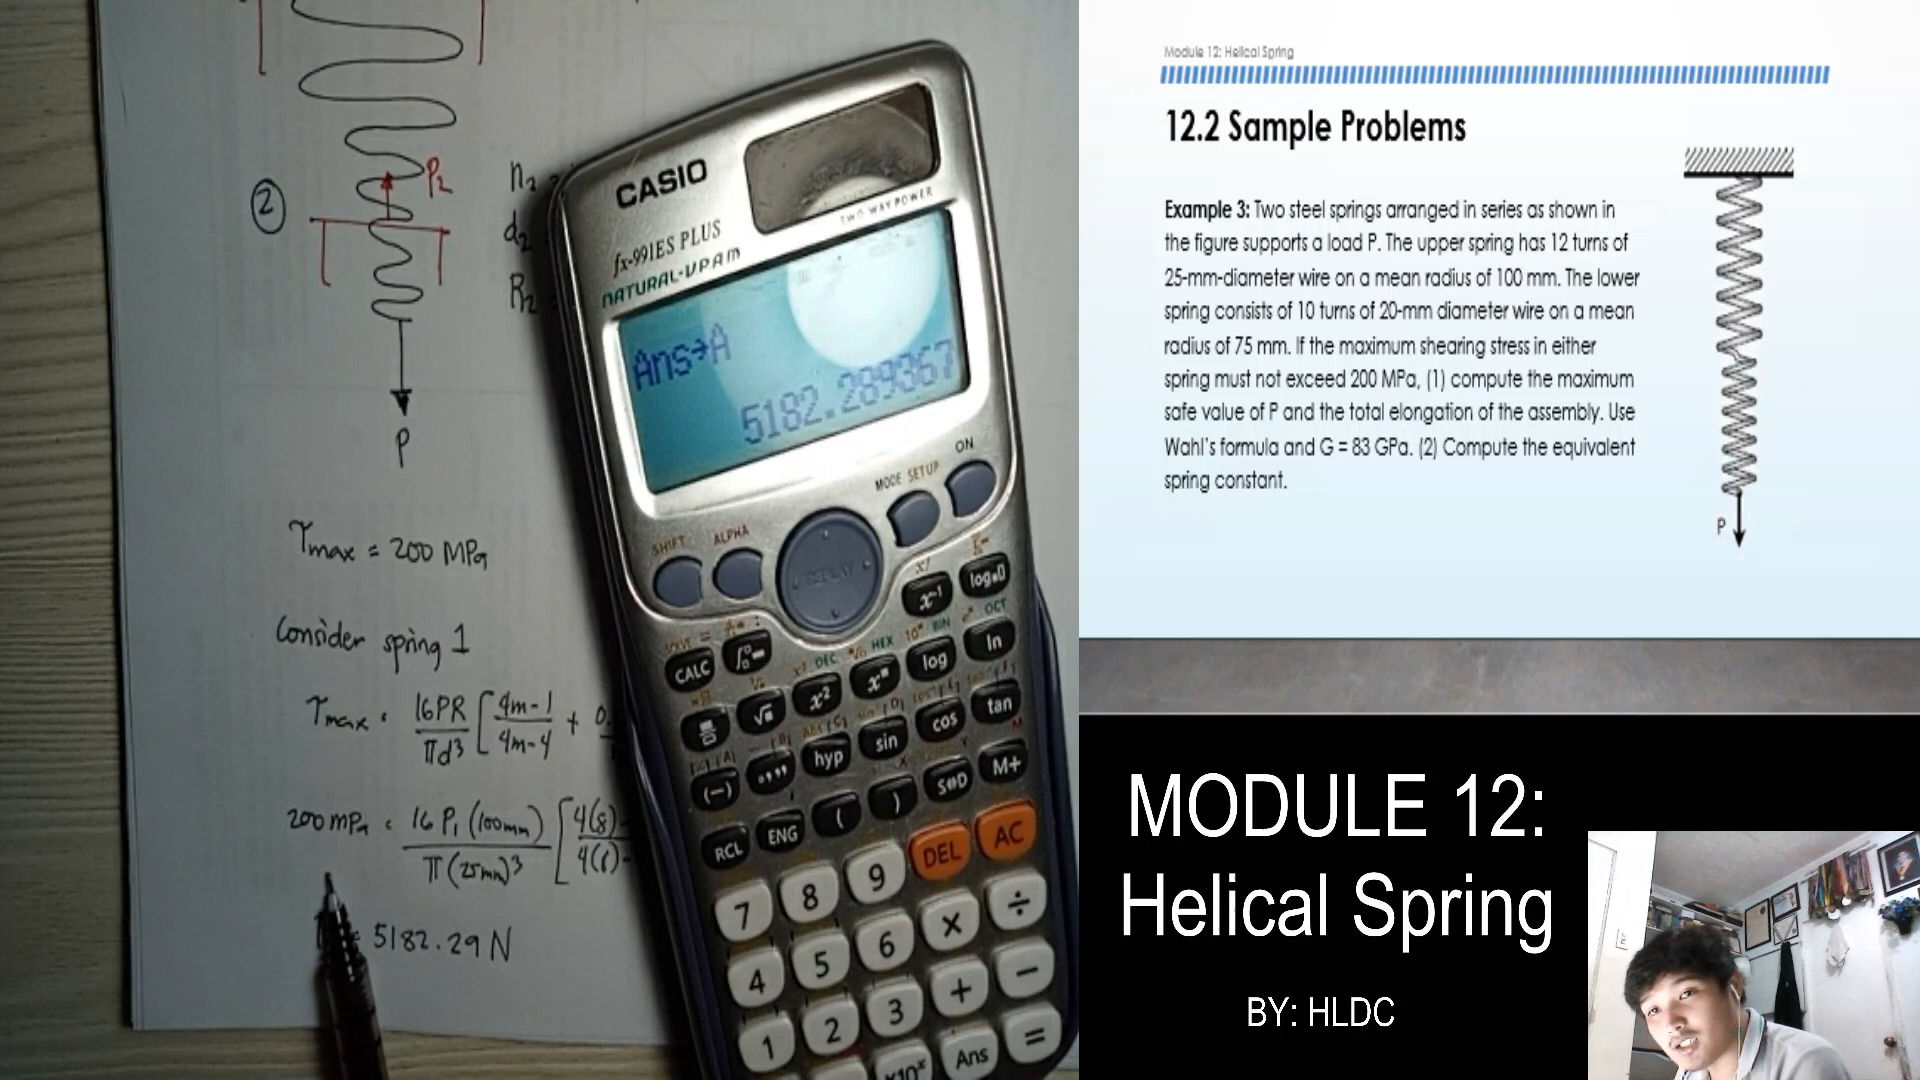 2
P2
n2
d2
R2
P
τmax = 200 MPa
Consider spring 1
τmax = 16PR / πd³ [ 4m-1 / 4m-4 + 0.
200 MPa = 16 P1 (100mm) / π (25mm)³ [ 4(8)- / 4(8)-
= 5182.29 N
CASIO
TWO WAY POWER
fx-991ES PLUS
NATURAL-V.P.A.M.
Ans→A
5182.289367
SHIFT ALPHA MODE SETUP ON
REPLAY
CALC x⁻¹ log
x² log ln
(−) hyp sin cos tan
RCL ENG ( ) S⇔D M+
7 8 9 DEL AC
4 5 6 × ÷
1 2 3 + −
×10ˣ Ans =
Module 12: Helical Spring
12.2 Sample Problems
Example 3: Two steel springs arranged in series as shown in
the figure supports a load P. The upper spring has 12 turns of
25-mm-diameter wire on a mean radius of 100 mm. The lower
spring consists of 10 turns of 20-mm diameter wire on a mean
radius of 75 mm. If the maximum shearing stress in either
spring must not exceed 200 MPa, (1) compute the maximum
safe value of P and the total elongation of the assembly. Use
Wahl's formula and G = 83 GPa. (2) Compute the equivalent
spring constant.
P
MODULE 12:
Helical Spring
BY: HLDC